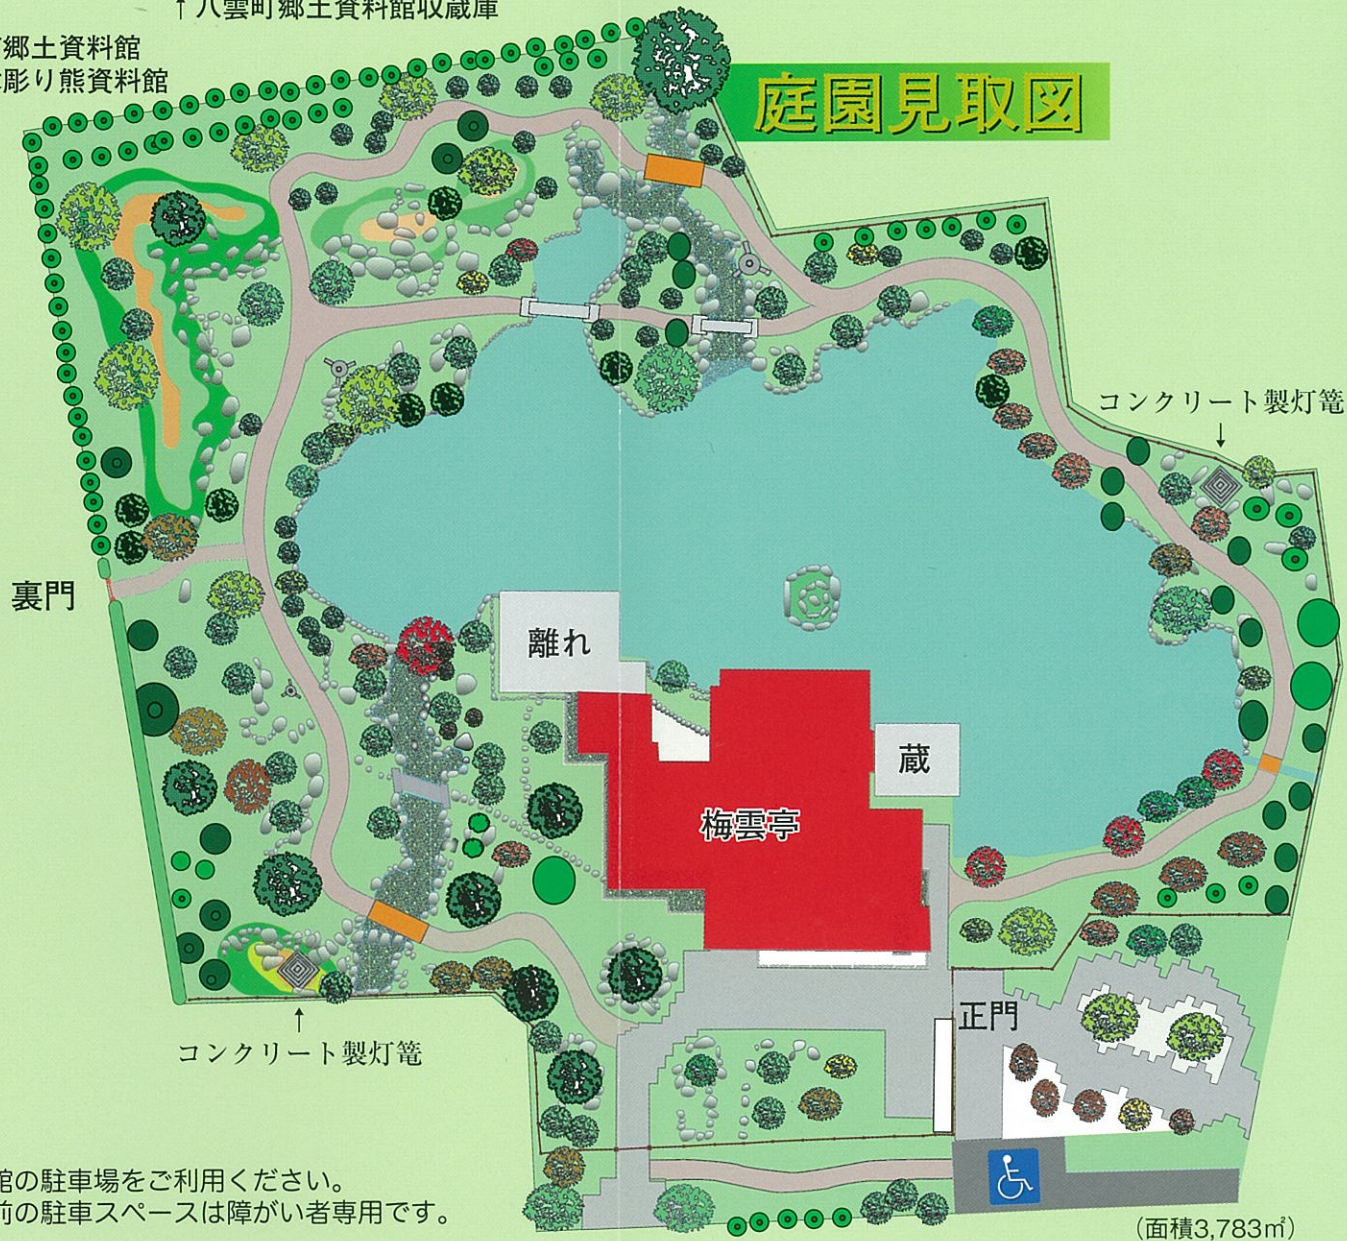 ↑八雲町郷土資料館収蔵庫
郷土資料館
彫り熊資料館
庭園見取図
コンクリート製灯篭
裏門
離れ
蔵
梅雲亭
正門
コンクリート製灯篭
館の駐車場をご利用ください。
前の駐車スペースは障がい者専用です。
(面積3,783㎡)